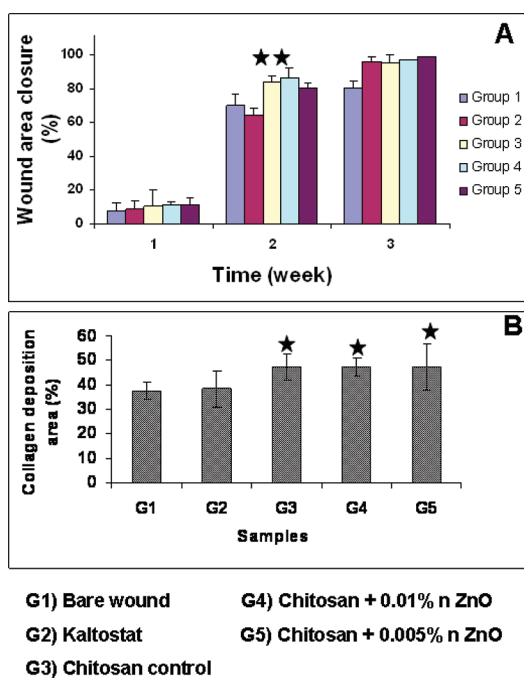 A
Wound area closure
(%)
100
80
60
40
20
0
1
2
3
Time (week)
Group 1
Group 2
Group 3
Group 4
Group 5
B
Collagen deposition
area (%)
60
50
40
30
20
10
0
G1 G2 G3 G4 G5
Samples
G1) Bare wound G4) Chitosan + 0.01% n ZnO
G2) Kaltostat G5) Chitosan + 0.005% n ZnO
G3) Chitosan control